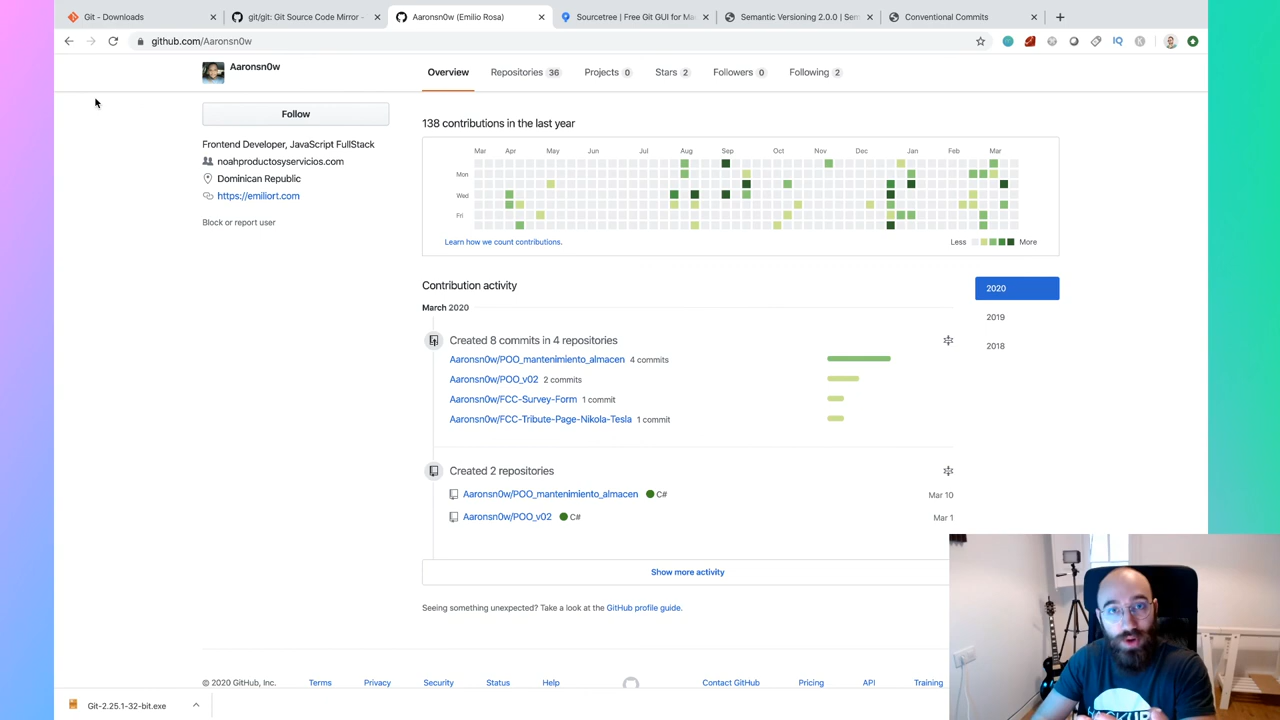 Git - Downloads
git/git: Git Source Code Mirror -
Aaronsn0w (Emilio Rosa)
Sourcetree | Free Git GUI for Ma
Semantic Versioning 2.0.0 | Sem
Conventional Commits
github.com/Aaronsn0w
Aaronsn0w
Overview
Repositories 36
Projects 0
Stars 2
Followers 0
Following 2
Follow
Frontend Developer, JavaScript FullStack
noahproductosyservicios.com
Dominican Republic
https://emiliort.com
Block or report user
138 contributions in the last year
Mar Apr May Jun Jul Aug Sep Oct Nov Dec Jan Feb Mar
Mon
Wed
Fri
Learn how we count contributions.
Less More
Contribution activity
2020
2019
2018
March 2020
Created 8 commits in 4 repositories
Aaronsn0w/POO_mantenimiento_almacen 4 commits
Aaronsn0w/POO_v02 2 commits
Aaronsn0w/FCC-Survey-Form 1 commit
Aaronsn0w/FCC-Tribute-Page-Nikola-Tesla 1 commit
Created 2 repositories
Aaronsn0w/POO_mantenimiento_almacen C# Mar 10
Aaronsn0w/POO_v02 C# Mar 1
Show more activity
Seeing something unexpected? Take a look at the GitHub profile guide.
© 2020 GitHub, Inc. Terms Privacy Security Status Help Contact GitHub Pricing API Training
Git-2.25.1-32-bit.exe